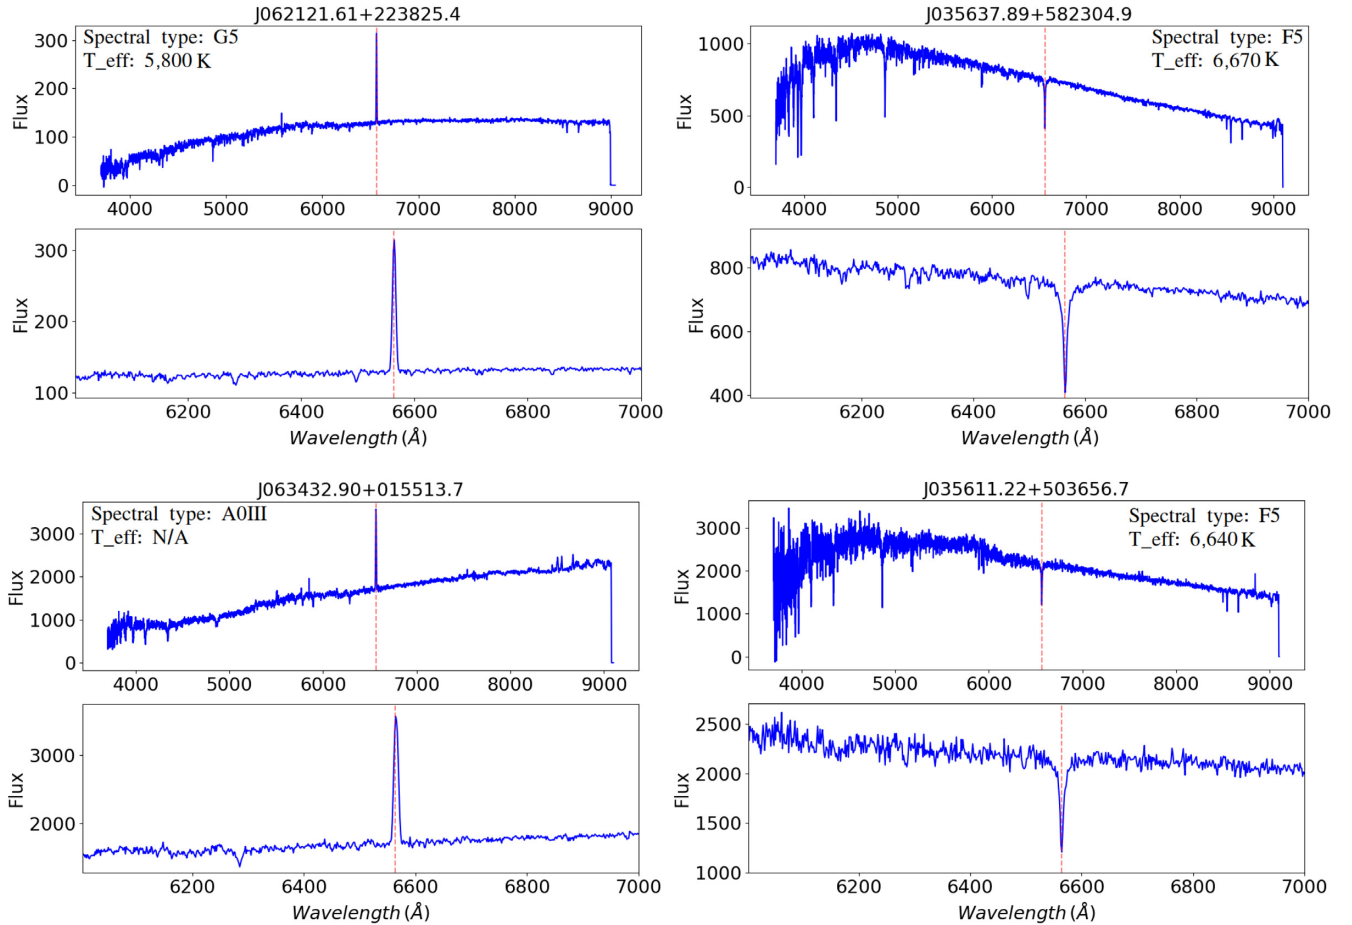 J062121.61+223825.4
Spectral type: G5
T_eff: 5,800 K
Flux
300
200
100
0
4000 5000 6000 7000 8000 9000
Flux
300
200
100
6200 6400 6600 6800 7000
Wavelength (Å)
J035637.89+582304.9
Spectral type: F5
T_eff: 6,670 K
Flux
1000
500
0
4000 5000 6000 7000 8000 9000
Flux
800
600
400
6200 6400 6600 6800 7000
Wavelength (Å)
J063432.90+015513.7
Spectral type: A0III
T_eff: N/A
Flux
3000
2000
1000
0
4000 5000 6000 7000 8000 9000
Flux
3000
2000
6200 6400 6600 6800 7000
Wavelength (Å)
J035611.22+503656.7
Spectral type: F5
T_eff: 6,640 K
Flux
3000
2000
1000
0
4000 5000 6000 7000 8000 9000
Flux
2500
2000
1500
1000
6200 6400 6600 6800 7000
Wavelength (Å)